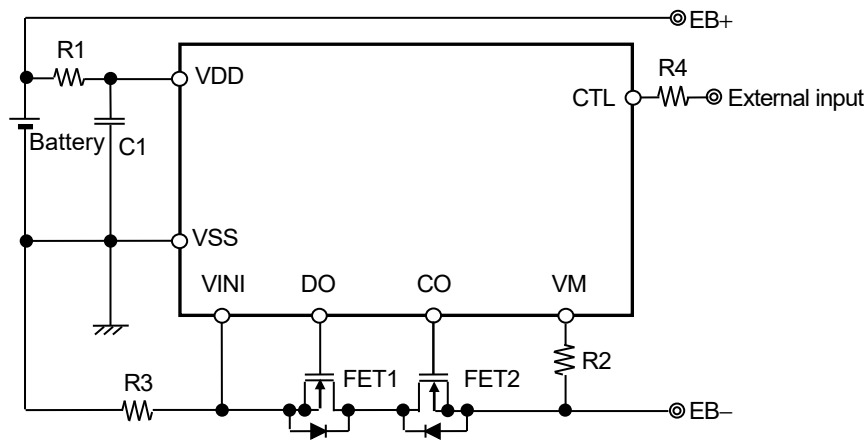 EB+
R1
VDD
R4
CTL
External input
Battery
C1
VSS
VINI
DO
CO
VM
R2
R3
FET1
FET2
EB−